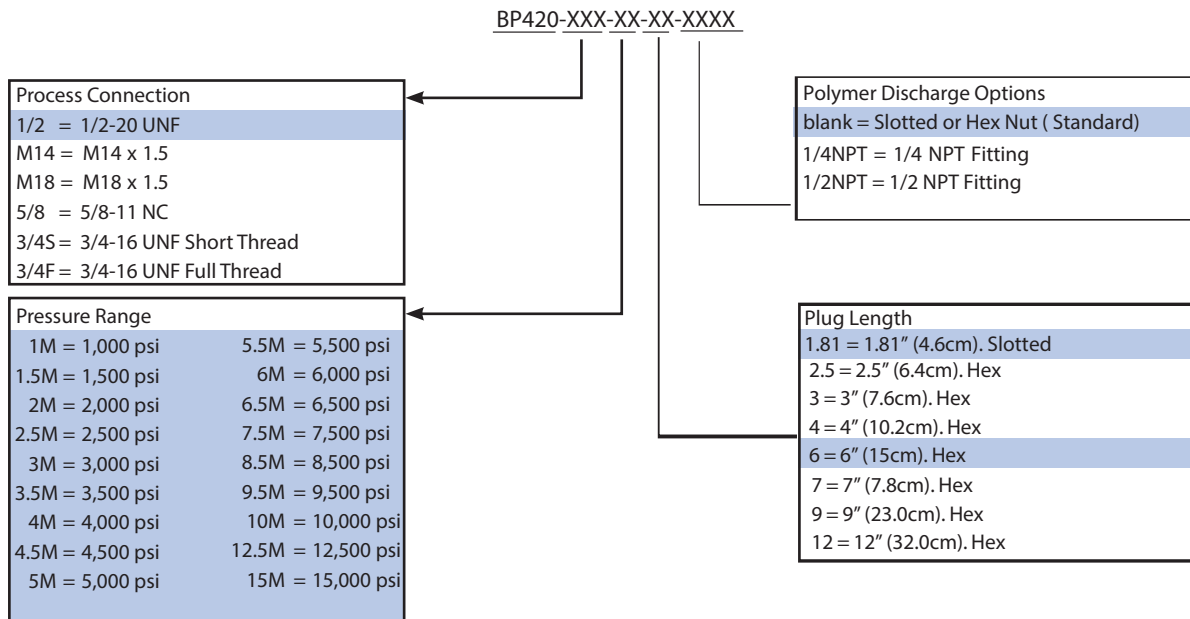 BP420-XXX-XX-XX-XXXX
Process Connection
1/2 = 1/2-20 UNF
M14 = M14 x 1.5
M18 = M18 x 1.5
5/8 = 5/8-11 NC
3/4S = 3/4-16 UNF Short Thread
3/4F = 3/4-16 UNF Full Thread
Pressure Range
1M = 1,000 psi
1.5M = 1,500 psi
2M = 2,000 psi
2.5M = 2,500 psi
3M = 3,000 psi
3.5M = 3,500 psi
4M = 4,000 psi
4.5M = 4,500 psi
5M = 5,000 psi
5.5M = 5,500 psi
6M = 6,000 psi
6.5M = 6,500 psi
7.5M = 7,500 psi
8.5M = 8,500 psi
9.5M = 9,500 psi
10M = 10,000 psi
12.5M = 12,500 psi
15M = 15,000 psi
Polymer Discharge Options
blank = Slotted or Hex Nut ( Standard)
1/4NPT = 1/4 NPT Fitting
1/2NPT = 1/2 NPT Fitting
Plug Length
1.81 = 1.81” (4.6cm). Slotted
2.5 = 2.5” (6.4cm). Hex
3 = 3” (7.6cm). Hex
4 = 4” (10.2cm). Hex
6 = 6” (15cm). Hex
7 = 7” (7.8cm). Hex
9 = 9” (23.0cm). Hex
12 = 12” (32.0cm). Hex